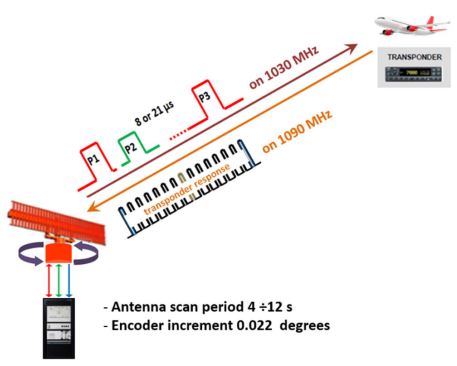 TRANSPONDER
on 1030 MHz
8 or 21 µs
P1
P2
P3
on 1090 MHz
transponder response
- Antenna scan period 4 ÷12 s
- Encoder increment 0.022 degrees